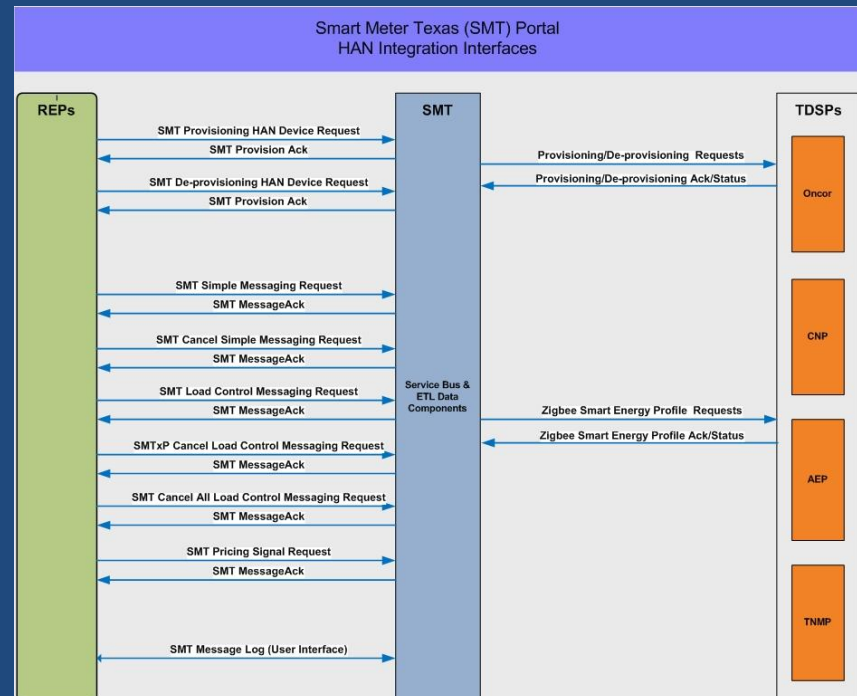 Smart Meter Texas (SMT) Portal
HAN Integration Interfaces
REPs
SMT
TDSPs
SMT Provisioning HAN Device Request
SMT Provision Ack
SMT De-provisioning HAN Device Request
SMT Provision Ack
SMT Simple Messaging Request
SMT MessageAck
SMT Cancel Simple Messaging Request
SMT MessageAck
SMT Load Control Messaging Request
SMT MessageAck
SMTxP Cancel Load Control Messaging Request
SMT MessageAck
SMT Cancel All Load Control Messaging Request
SMT MessageAck
SMT Pricing Signal Request
SMT MessageAck
SMT Message Log (User Interface)
Service Bus &
ETL Data
Components
Provisioning/De-provisioning Requests
Provisioning/De-provisioning Ack/Status
Zigbee Smart Energy Profile Requests
Zigbee Smart Energy Profile Ack/Status
Oncor
CNP
AEP
TNMP